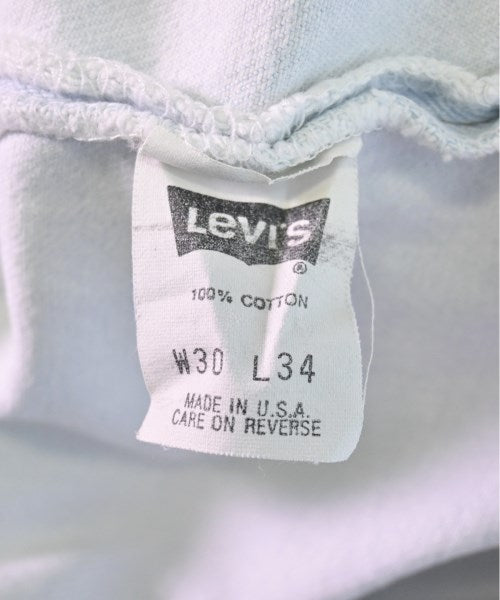 Levi's
®
100% COTTON
W30 L34
MADE IN U.S.A.
CARE ON REVERSE